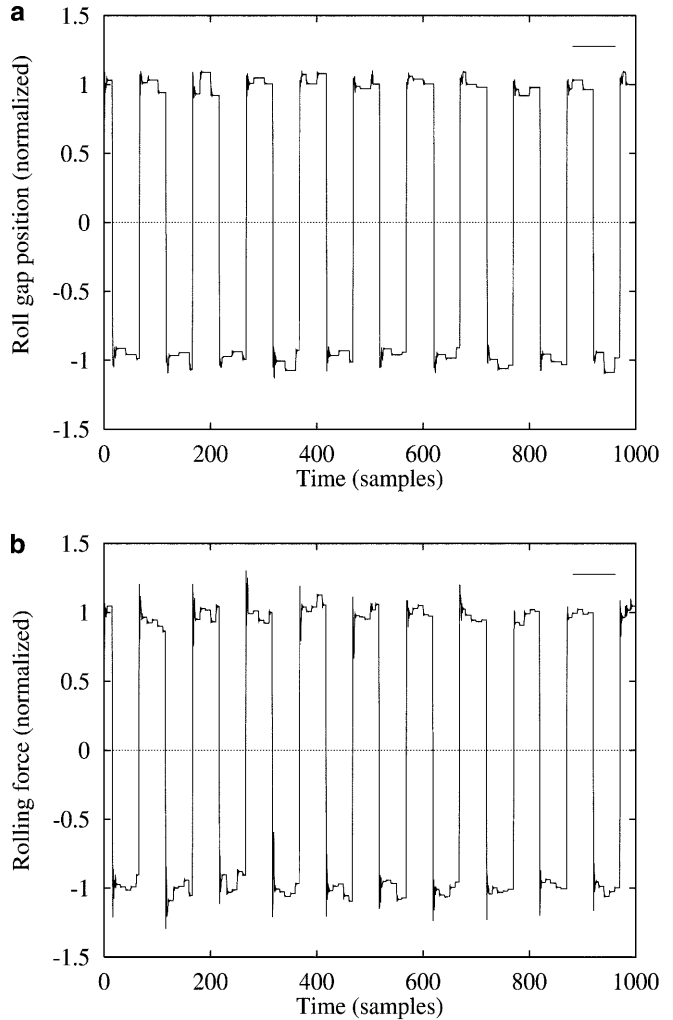 a
1.5
1
0.5
0
-0.5
-1
-1.5
Roll gap position (normalized)
0 200 400 600 800 1000
Time (samples)
b
1.5
1
0.5
0
-0.5
-1
-1.5
Rolling force (normalized)
0 200 400 600 800 1000
Time (samples)